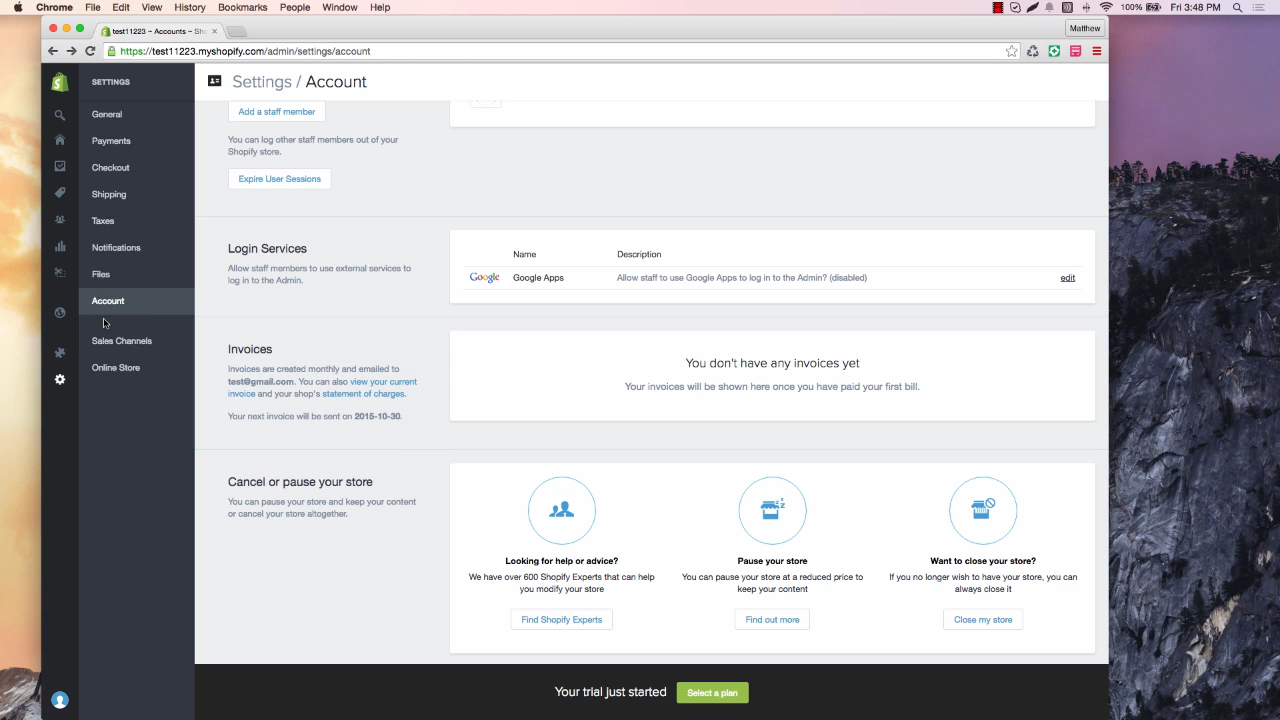 Chrome File Edit View History Bookmarks People Window Help 100% Fri 3:48 PM
test11223 ~ Accounts ~ Sho
Matthew
https://test11223.myshopify.com/admin/settings/account
SETTINGS
General
Payments
Checkout
Shipping
Taxes
Notifications
Files
Account
Sales Channels
Online Store
Settings / Account
Add a staff member
You can log other staff members out of your
Shopify store.
Expire User Sessions
Login Services
Allow staff members to use external services to
log in to the Admin.
Name Description
Google Google Apps Allow staff to use Google Apps to log in to the Admin? (disabled) edit
Invoices
Invoices are created monthly and emailed to
test@gmail.com. You can also view your current
invoice and your shop's statement of charges.
Your next invoice will be sent on 2015-10-30.
You don't have any invoices yet
Your invoices will be shown here once you have paid your first bill.
Cancel or pause your store
You can pause your store and keep your content
or cancel your store altogether.
Looking for help or advice?
We have over 600 Shopify Experts that can help
you modify your store
Find Shopify Experts
Pause your store
You can pause your store at a reduced price to
keep your content
Find out more
Want to close your store?
If you no longer wish to have your store, you can
always close it
Close my store
Your trial just started Select a plan